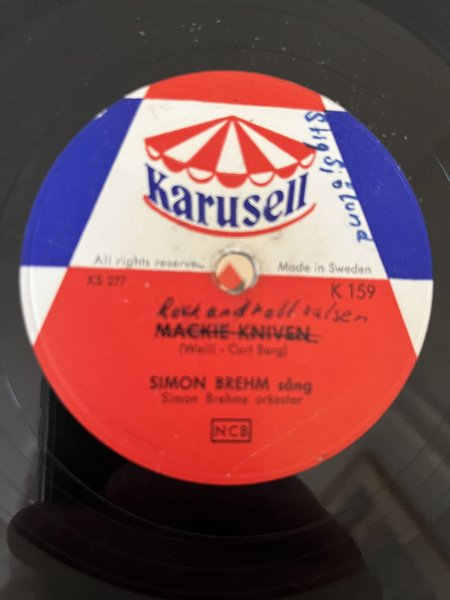 Karusell
All rights reserved
Made in Sweden
KS 277
K 159
Rock and roll valsen
MACKIE KNIVEN
(Weill - Carl Berg)
SIMON BREHM sång
Simon Brehms orkester
NCB